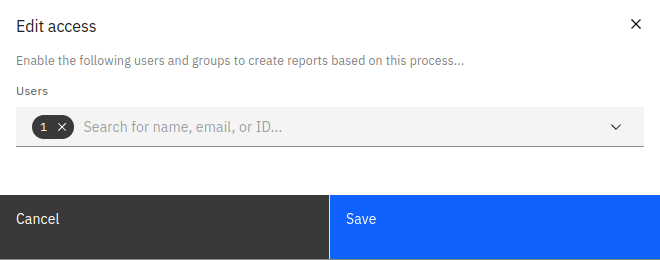 Edit access
Enable the following users and groups to create reports based on this process...
Users
1 Search for name, email, or ID...
Cancel Save